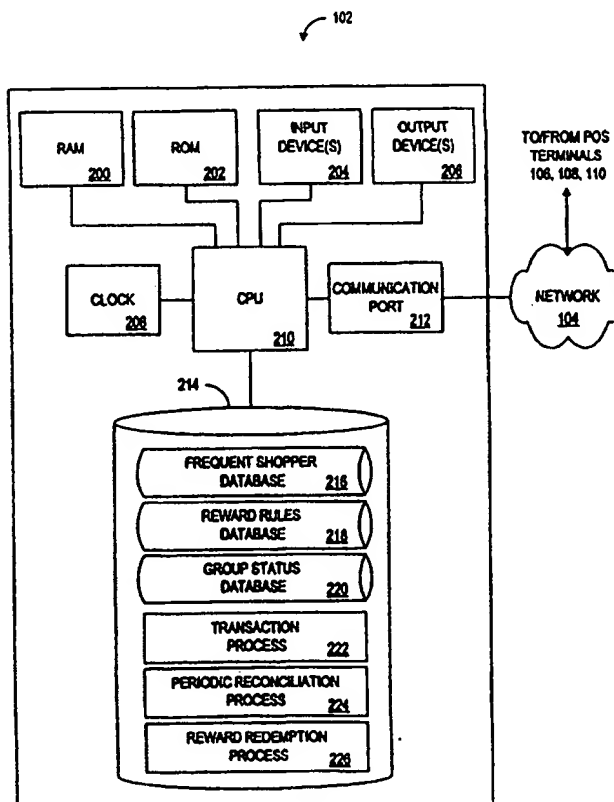 102
RAM
200
ROM
202
INPUT
DEVICE(S)
204
OUTPUT
DEVICE(S)
206
TO/FROM POS
TERMINALS
106, 108, 110
CLOCK
208
CPU
210
COMMUNICATION
PORT
212
NETWORK
104
214
FREQUENT SHOPPER
DATABASE
216
REWARD RULES
DATABASE
218
GROUP STATUS
DATABASE
220
TRANSACTION
PROCESS
222
PERIODIC RECONCILIATION
PROCESS
224
REWARD REDEMPTION
PROCESS
226